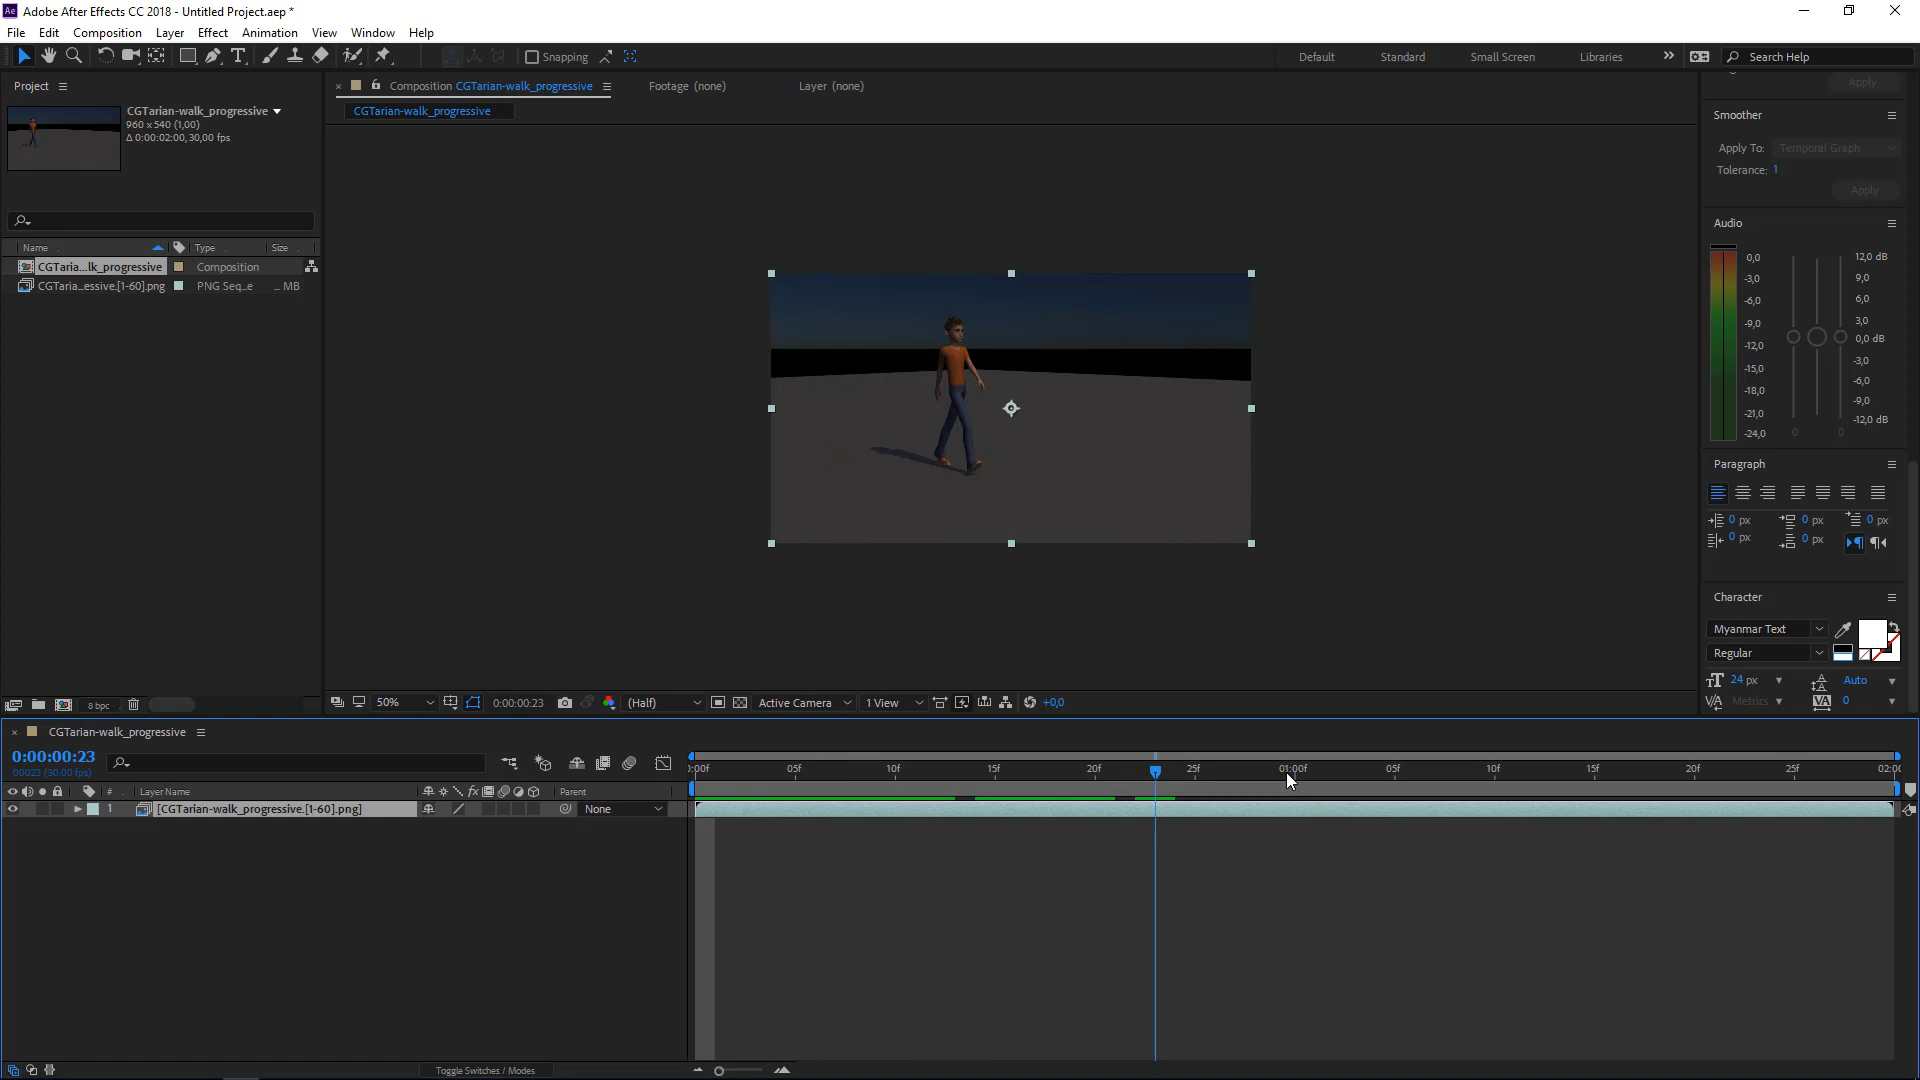 Adobe After Effects CC 2018 - Untitled Project.aep *
File Edit Composition Layer Effect Animation View Window Help
Snapping Default Standard Small Screen Libraries Search Help
Project
Composition CGTarian-walk_progressive Footage (none) Layer (none)
CGTarian-walk_progressive
CGTarian-walk_progressive
960 x 540 (1,00)
Δ 0:00:02:00, 30,00 fps
Name Type Size
CGTaria...lk_progressive Composition
CGTaria_essive.[1-60].png PNG Seq...e ... MB
8 bpc
50% 0:00:00:23 (Half) Active Camera 1 View +0,0
Apply
Smoother
Apply To: Temporal Graph
Tolerance: 1
Apply
Audio
0,0 12,0 dB
-3,0 9,0
-6,0 6,0
-9,0 3,0
-12,0 0,0 dB
-15,0 -3,0
-18,0 -6,0
-21,0 -9,0
-24,0 -12,0 dB
0 0
Paragraph
0 px 0 px 0 px
0 px 0 px
Character
Myanmar Text
Regular
24 px Auto
Metrics 0
CGTarian-walk_progressive
0:00:00:23
00023 (30.00 fps)
# Layer Name Parent
1 [CGTarian-walk_progressive.[1-60].png] None
):00f 05f 10f 15f 20f 25f 01:00f 05f 10f 15f 20f 25f 02:00
Toggle Switches / Modes